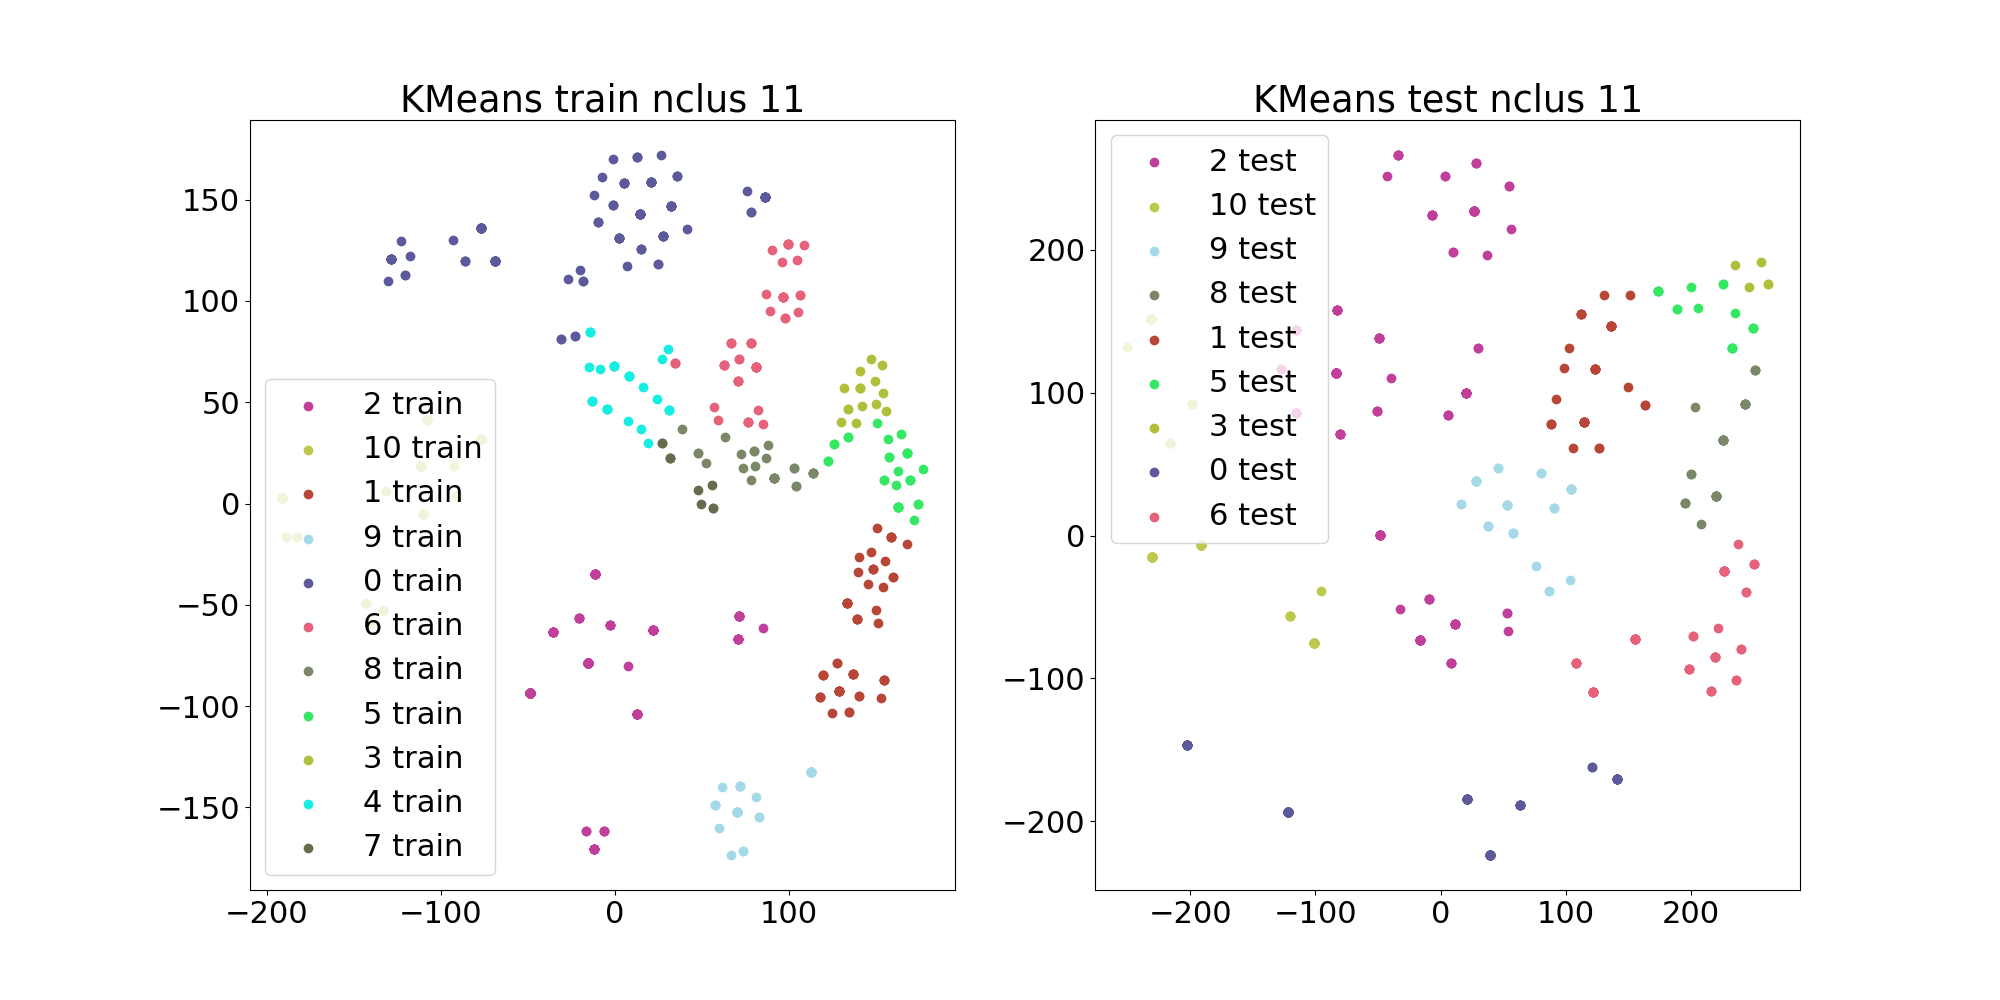 KMeans train nclus 11
150
100
50
0
−50
−100
−150
−200
−100
0
100
2 train
10 train
1 train
9 train
0 train
6 train
8 train
5 train
3 train
4 train
7 train
KMeans test nclus 11
200
100
0
−100
−200
−200
−100
0
100
200
2 test
10 test
9 test
8 test
1 test
5 test
3 test
0 test
6 test